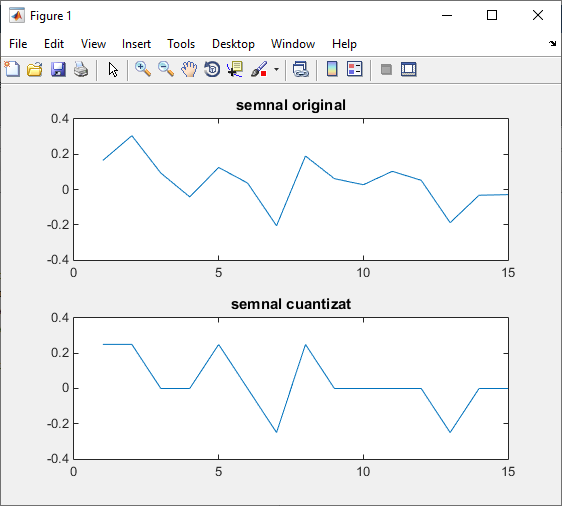 Figure 1
File Edit View Insert Tools Desktop Window Help
semnal original
0.4
0.2
0
-0.2
-0.4
0 5 10 15
semnal cuantizat
0.4
0.2
0
-0.2
-0.4
0 5 10 15